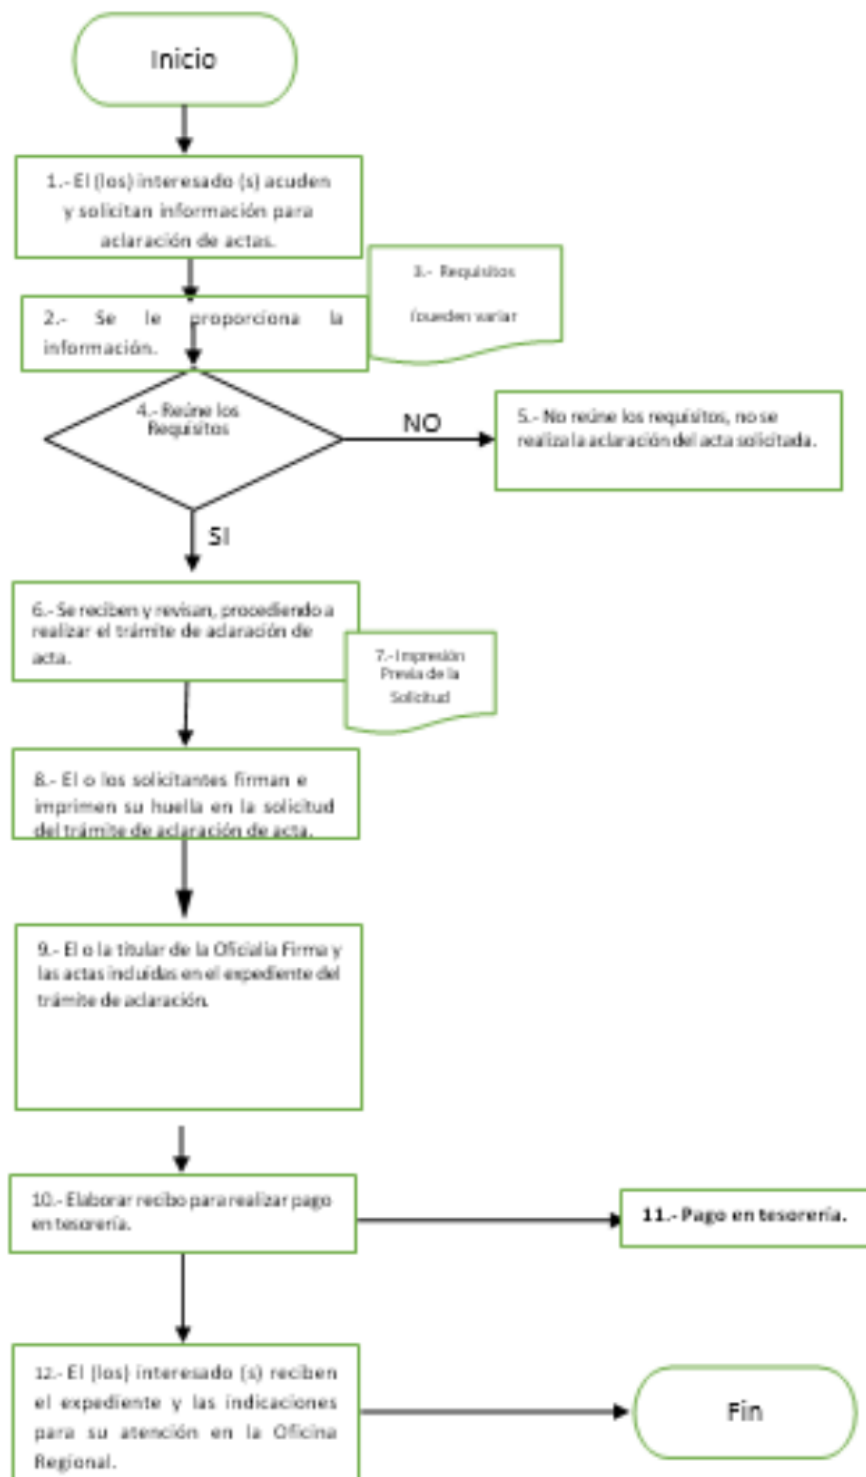 Inicio
1.- El (los) interesado (s) acuden
y solicitan información para
aclaración de actas.
2.- Se le proporciona la
información.
3.- Requisitos
(pueden variar
4.- Reúne los
Requisitos
NO
5.- No reúne los requisitos, no se
realiza la aclaración del acta solicitada.
SI
6.- Se reciben y revisan, procediendo a
realizar el trámite de aclaración de
acta.
7.- Impresión
Previa de la
Solicitud
8.- El o los solicitantes firman e
imprimen su huella en la solicitud
del trámite de aclaración de acta.
9.- El o la titular de la Oficialia Firma y
las actas incluidas en el expediente del
trámite de aclaración.
10.- Elaborar recibo para realizar pago
en tesorería.
11.- Pago en tesorería.
12.- El (los) interesado (s) reciben
el expediente y las indicaciones
para su atención en la Oficina
Regional.
Fin